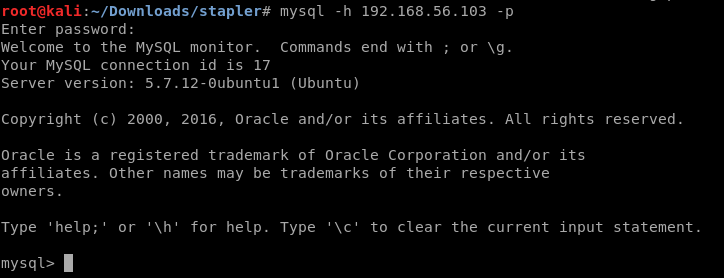 root@kali:~/Downloads/stapler# mysql -h 192.168.56.103 -p
Enter password:
Welcome to the MySQL monitor.  Commands end with ; or \g.
Your MySQL connection id is 17
Server version: 5.7.12-0ubuntu1 (Ubuntu)

Copyright (c) 2000, 2016, Oracle and/or its affiliates. All rights reserved.

Oracle is a registered trademark of Oracle Corporation and/or its
affiliates. Other names may be trademarks of their respective
owners.

Type 'help;' or '\h' for help. Type '\c' to clear the current input statement.

mysql>